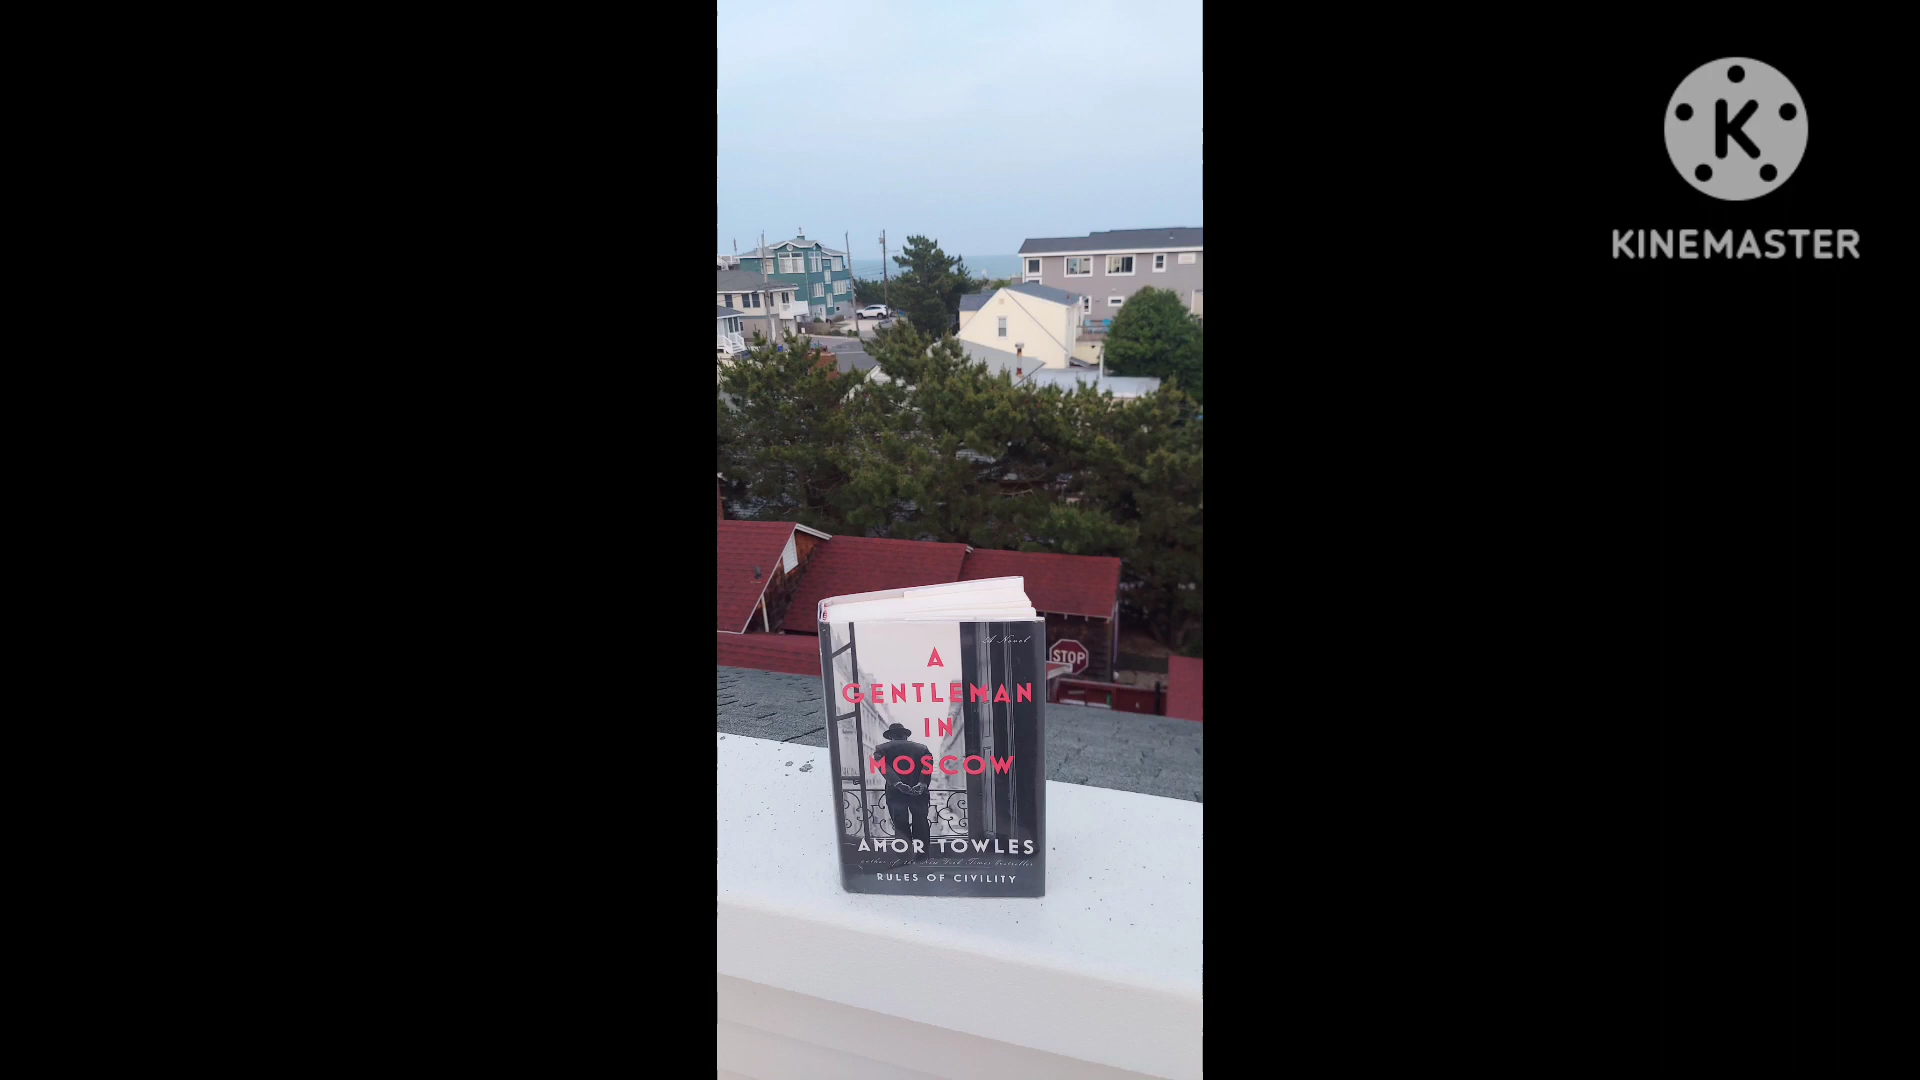 KINEMASTER
A Novel
A
GENTLEMAN
IN
MOSCOW
STOP
AMOR TOWLES
author of the New York Times bestseller
RULES OF CIVILITY